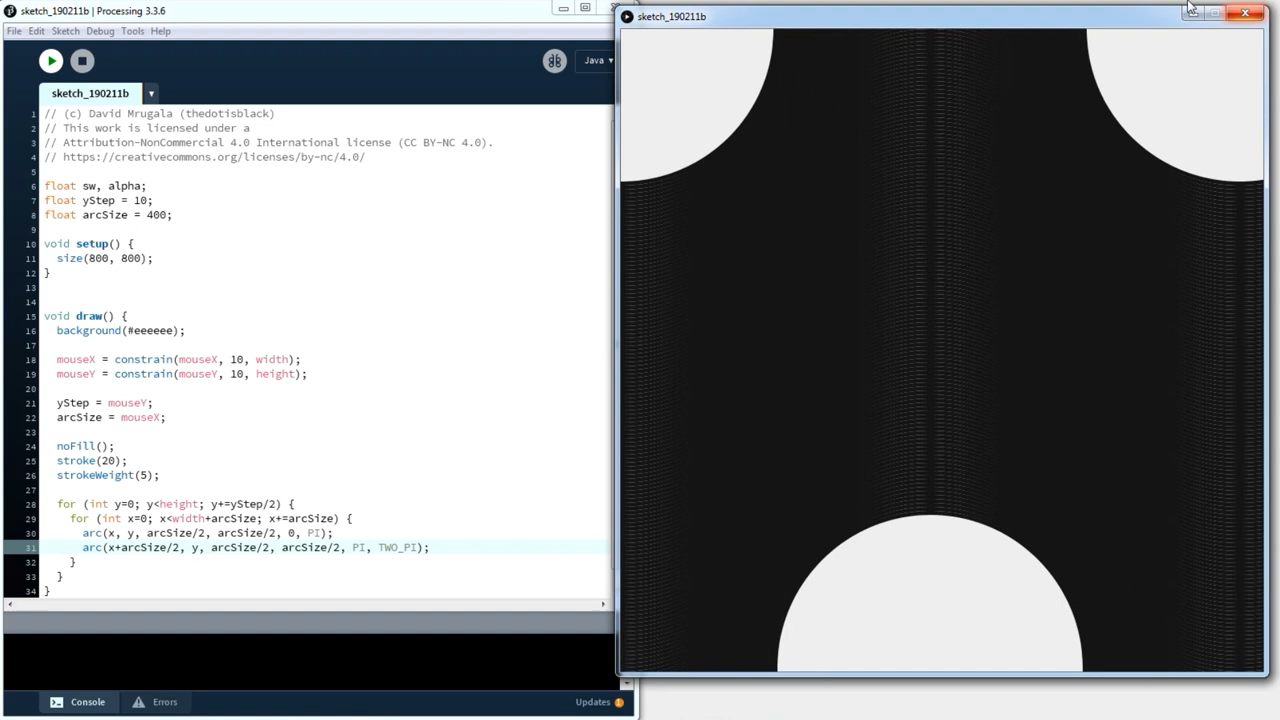 sketch_190211b | Processing 3.3.6
File Edit Sketch Debug Tools Help
Java
sketch_190211b
1 // (c) David Mrugala (thedotisblack)
2 // This work is licensed under a
3 // Attribution-NonCommercial 4.0 International license (CC BY-NC 4.0).
4 // https://creativecommons.org/licenses/by-nc/4.0/
5
6 float sw, alpha;
7 float yStep = 10;
8 float arcSize = 400;
9
10 void setup() {
11 size(800, 800);
12 }
13
14
15 void draw() {
16 background(#eeeeee);
17
18 mouseX = constrain(mouseX, 10, width);
19 mouseY = constrain(mouseY, 10, height);
20
21 yStep = mouseY;
22 arcSize = mouseX;
23
24 noFill();
25 stroke(20);
26 strokeWeight(5);
27
28 for (int y=0; y<height; y+=yStep/2) {
29 for (int x=0; x<width+arcSize; x+=arcSize) {
30 arc(x, y, arcSize/2, arcSize/2, 0, PI);
31 arc(x+arcSize/2, y, arcSize/2, arcSize/2, PI, TWO_PI);
32 }
33 }
34 }
Console Errors
Updates 1
sketch_190211b